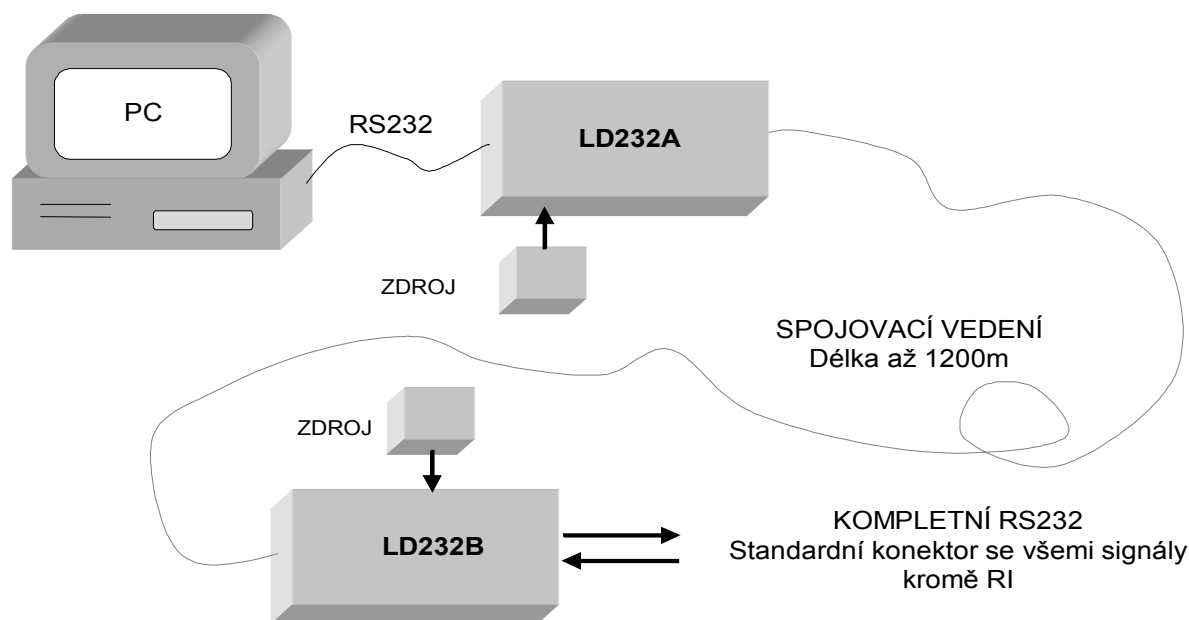 PC
RS232
LD232A
ZDROJ
SPOJOVACÍ VEDENÍ
Délka až 1200m
ZDROJ
LD232B
KOMPLETNÍ RS232
Standardní konektor se všemi signály
kromě RI